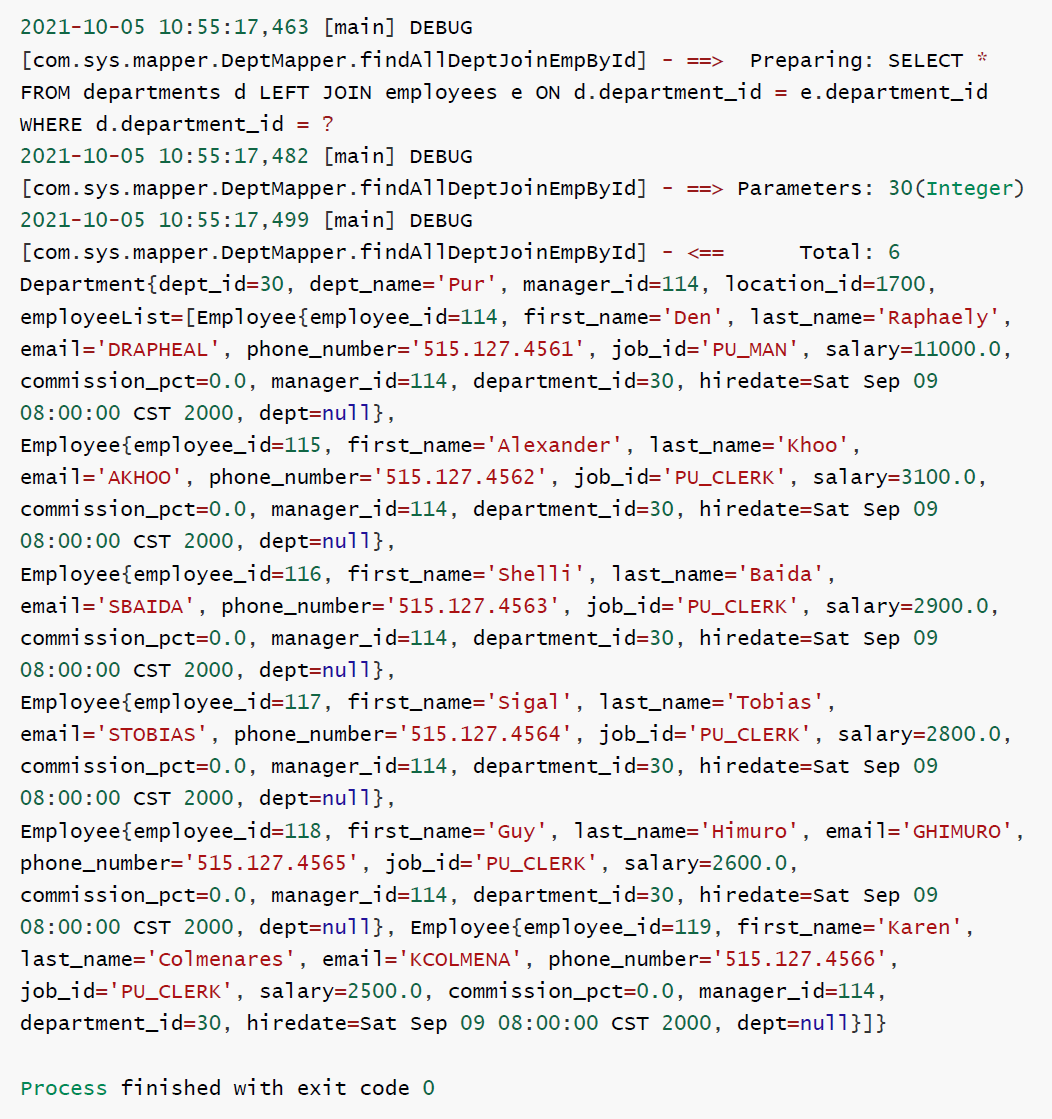 2021-10-05 10:55:17,463 [main] DEBUG
[com.sys.mapper.DeptMapper.findAllDeptJoinEmpById] - ==>  Preparing: SELECT *
FROM departments d LEFT JOIN employees e ON d.department_id = e.department_id
WHERE d.department_id = ?
2021-10-05 10:55:17,482 [main] DEBUG
[com.sys.mapper.DeptMapper.findAllDeptJoinEmpById] - ==> Parameters: 30(Integer)
2021-10-05 10:55:17,499 [main] DEBUG
[com.sys.mapper.DeptMapper.findAllDeptJoinEmpById] - <==      Total: 6
Department{dept_id=30, dept_name='Pur', manager_id=114, location_id=1700,
employeeList=[Employee{employee_id=114, first_name='Den', last_name='Raphaely',
email='DRAPHEAL', phone_number='515.127.4561', job_id='PU_MAN', salary=11000.0,
commission_pct=0.0, manager_id=114, department_id=30, hiredate=Sat Sep 09
08:00:00 CST 2000, dept=null},
Employee{employee_id=115, first_name='Alexander', last_name='Khoo',
email='AKHOO', phone_number='515.127.4562', job_id='PU_CLERK', salary=3100.0,
commission_pct=0.0, manager_id=114, department_id=30, hiredate=Sat Sep 09
08:00:00 CST 2000, dept=null},
Employee{employee_id=116, first_name='Shelli', last_name='Baida',
email='SBAIDA', phone_number='515.127.4563', job_id='PU_CLERK', salary=2900.0,
commission_pct=0.0, manager_id=114, department_id=30, hiredate=Sat Sep 09
08:00:00 CST 2000, dept=null},
Employee{employee_id=117, first_name='Sigal', last_name='Tobias',
email='STOBIAS', phone_number='515.127.4564', job_id='PU_CLERK', salary=2800.0,
commission_pct=0.0, manager_id=114, department_id=30, hiredate=Sat Sep 09
08:00:00 CST 2000, dept=null},
Employee{employee_id=118, first_name='Guy', last_name='Himuro', email='GHIMURO',
phone_number='515.127.4565', job_id='PU_CLERK', salary=2600.0,
commission_pct=0.0, manager_id=114, department_id=30, hiredate=Sat Sep 09
08:00:00 CST 2000, dept=null}, Employee{employee_id=119, first_name='Karen',
last_name='Colmenares', email='KCOLMENA', phone_number='515.127.4566',
job_id='PU_CLERK', salary=2500.0, commission_pct=0.0, manager_id=114,
department_id=30, hiredate=Sat Sep 09 08:00:00 CST 2000, dept=null}]}
Process finished with exit code 0